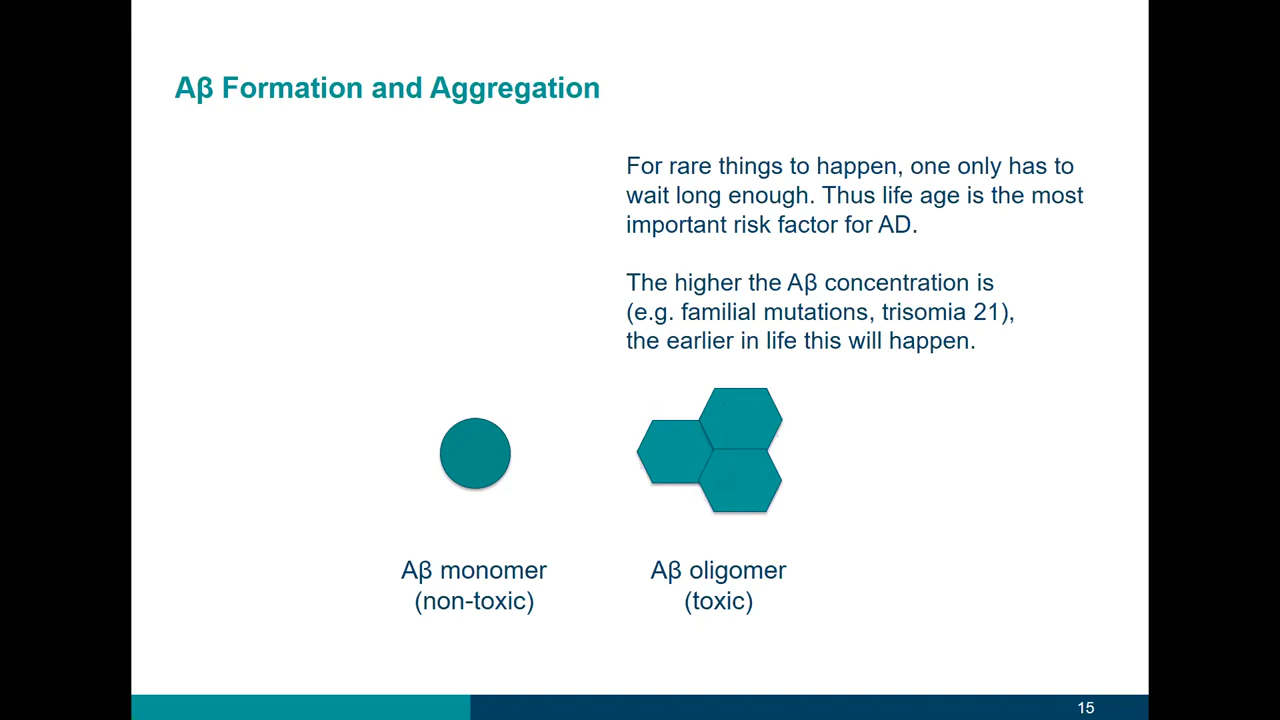 Aβ Formation and Aggregation
For rare things to happen, one only has to
wait long enough. Thus life age is the most
important risk factor for AD.
The higher the Aβ concentration is
(e.g. familial mutations, trisomia 21),
the earlier in life this will happen.
Aβ monomer
(non-toxic)
Aβ oligomer
(toxic)
15